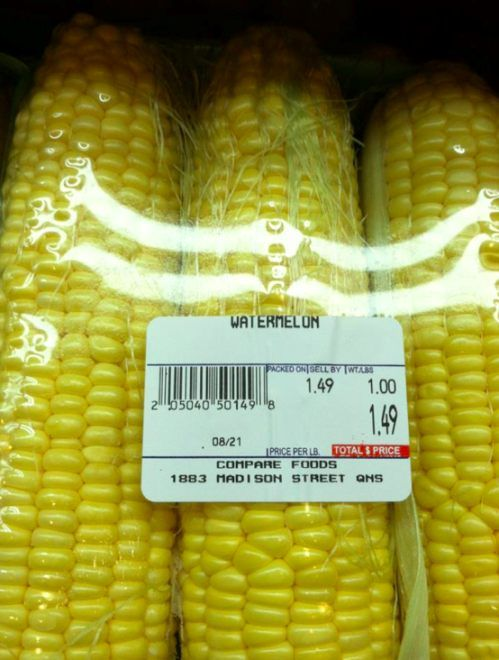 WATERMELON
PACKED ON SELL BY WT./LBS
1.49 1.00
2 05040 50149 8
1.49
08/21
PRICE PER LB. TOTAL $ PRICE
COMPARE FOODS
1883 MADISON STREET QNS